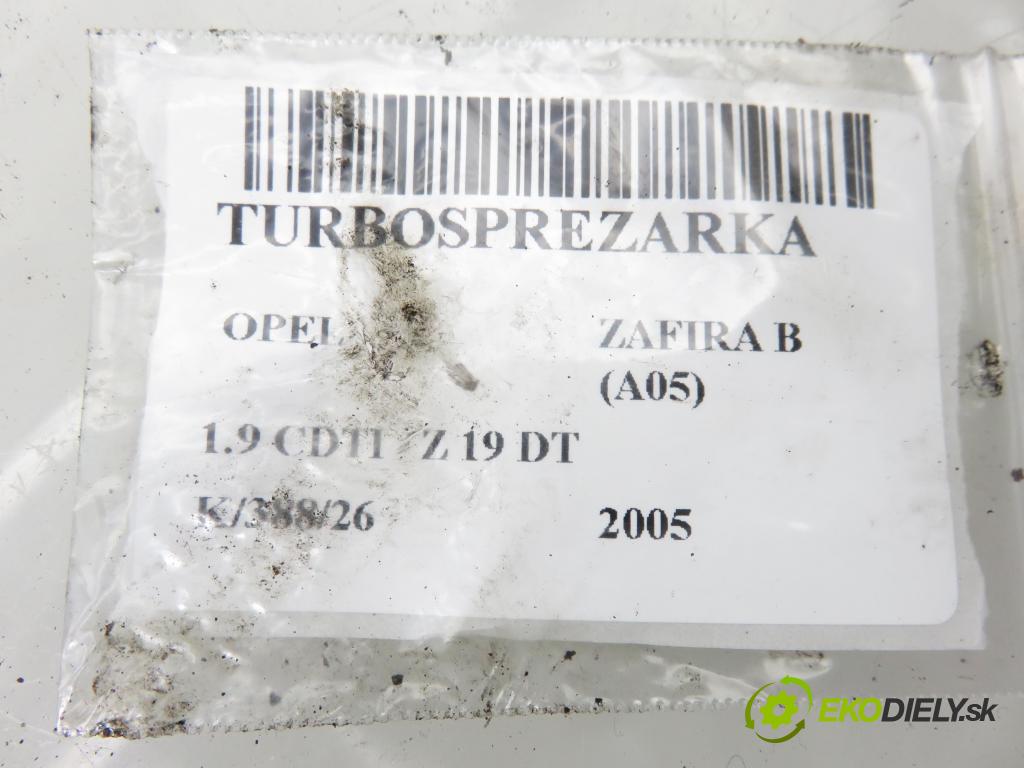 TURBOSPREZARKA
OPEL ZAFIRA B
(A05)
1.9 CDTI Z 19 DT
K/388/26 2005
EKODIELY.sk